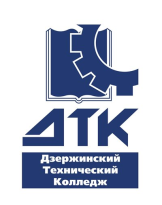 ДТК
Дзержинский
Технический
Колледж